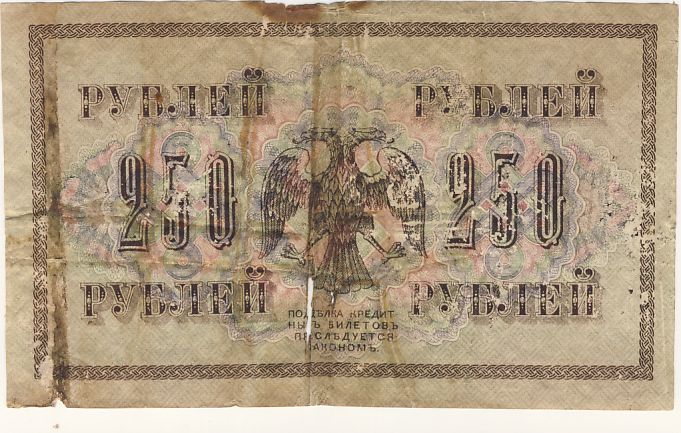 РУБЛЕЙ РУБЛЕЙ
250 250
РУБЛЕЙ РУБЛЕЙ
ПОДДѢЛКА КРЕДИТ
НЫХЪ БИЛЕТОВЪ
ПРЕСЛѢДУЕТСЯ
ЗАКОНОМЪ.